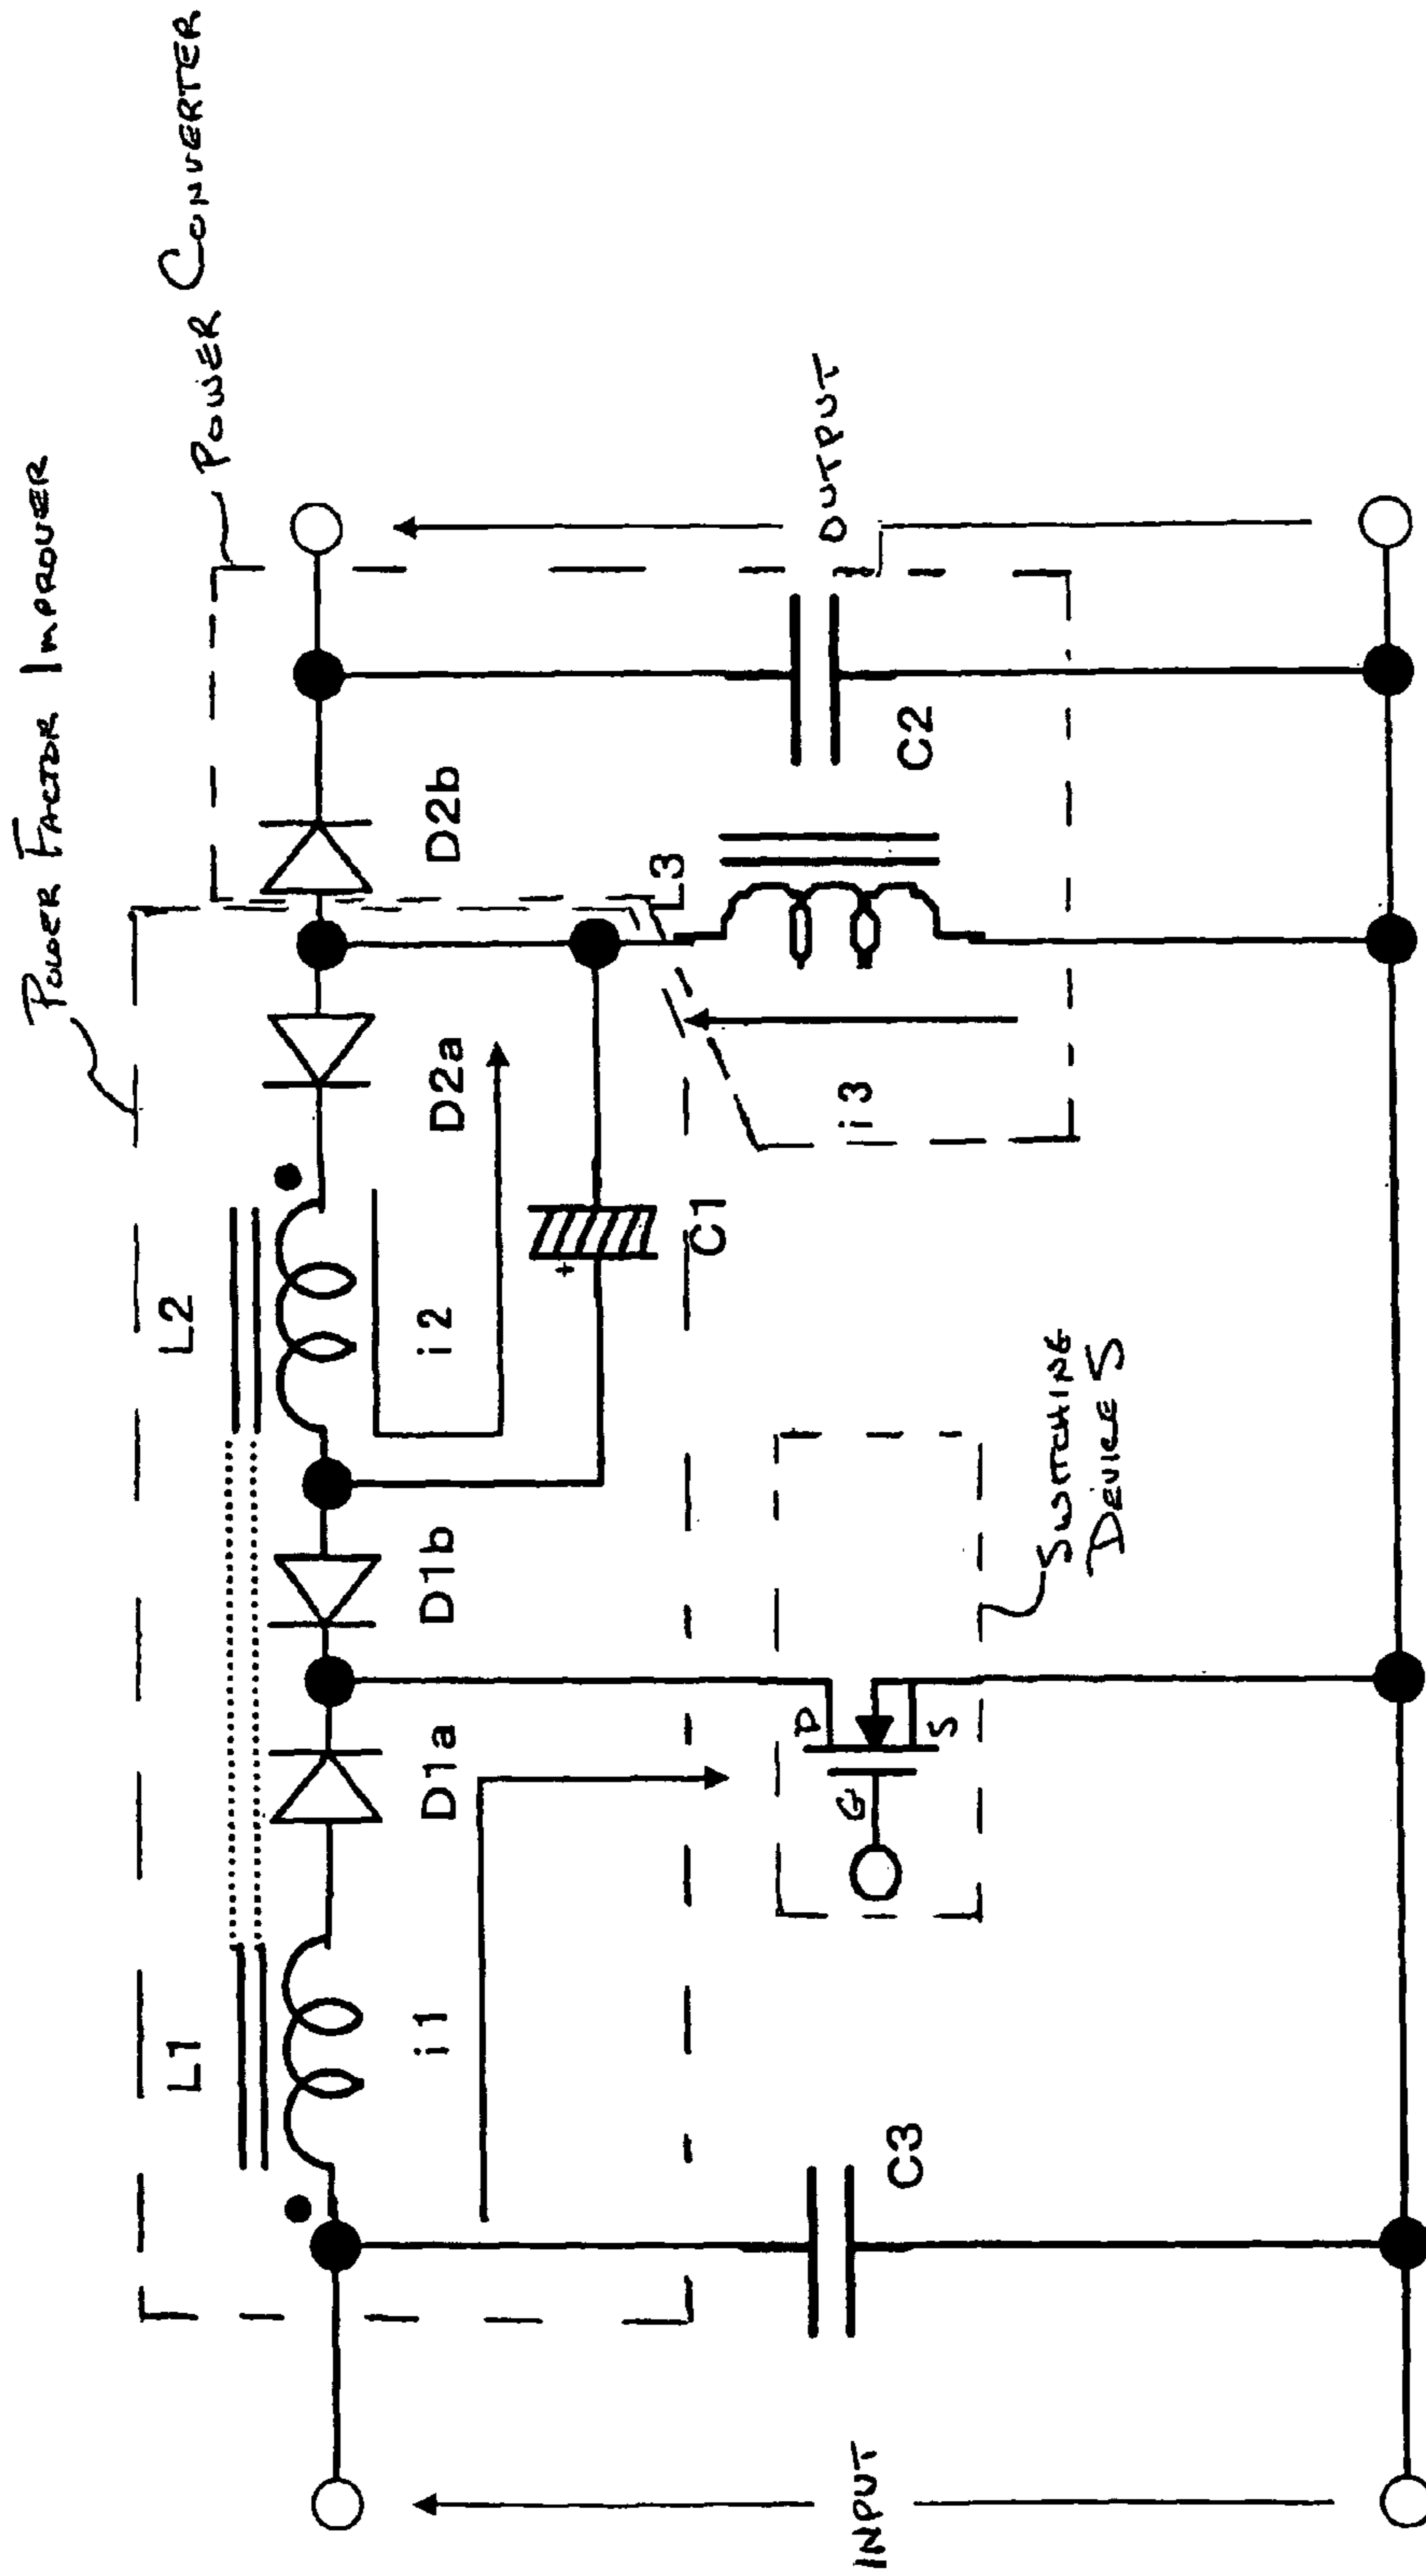 POWER FACTOR IMPROVER
POWER CONVERTER
L1
L2
D1a
D1b
D2a
D2b
i1
i2
+
C1
L3
i3
C2
C3
INPUT
OUTPUT
D
G
S
SWITCHING
DEVICE S